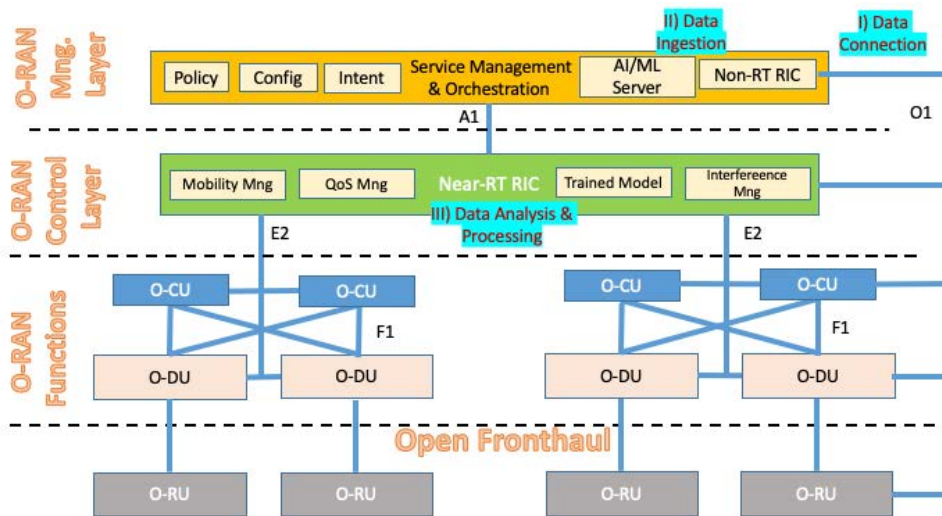 O-RAN
Mng.
Layer
II) Data
Ingestion
I) Data
Connection
Policy
Config
Intent
Service Management
& Orchestration
AI/ML
Server
Non-RT RIC
A1
O1
O-RAN
Control
Layer
Mobility Mng
QoS Mng
Near-RT RIC
Trained Model
Interfereence
Mng
III) Data Analysis &
Processing
E2
E2
O-RAN
Functions
O-CU
O-CU
O-CU
O-CU
F1
F1
O-DU
O-DU
O-DU
O-DU
Open Fronthaul
O-RU
O-RU
O-RU
O-RU